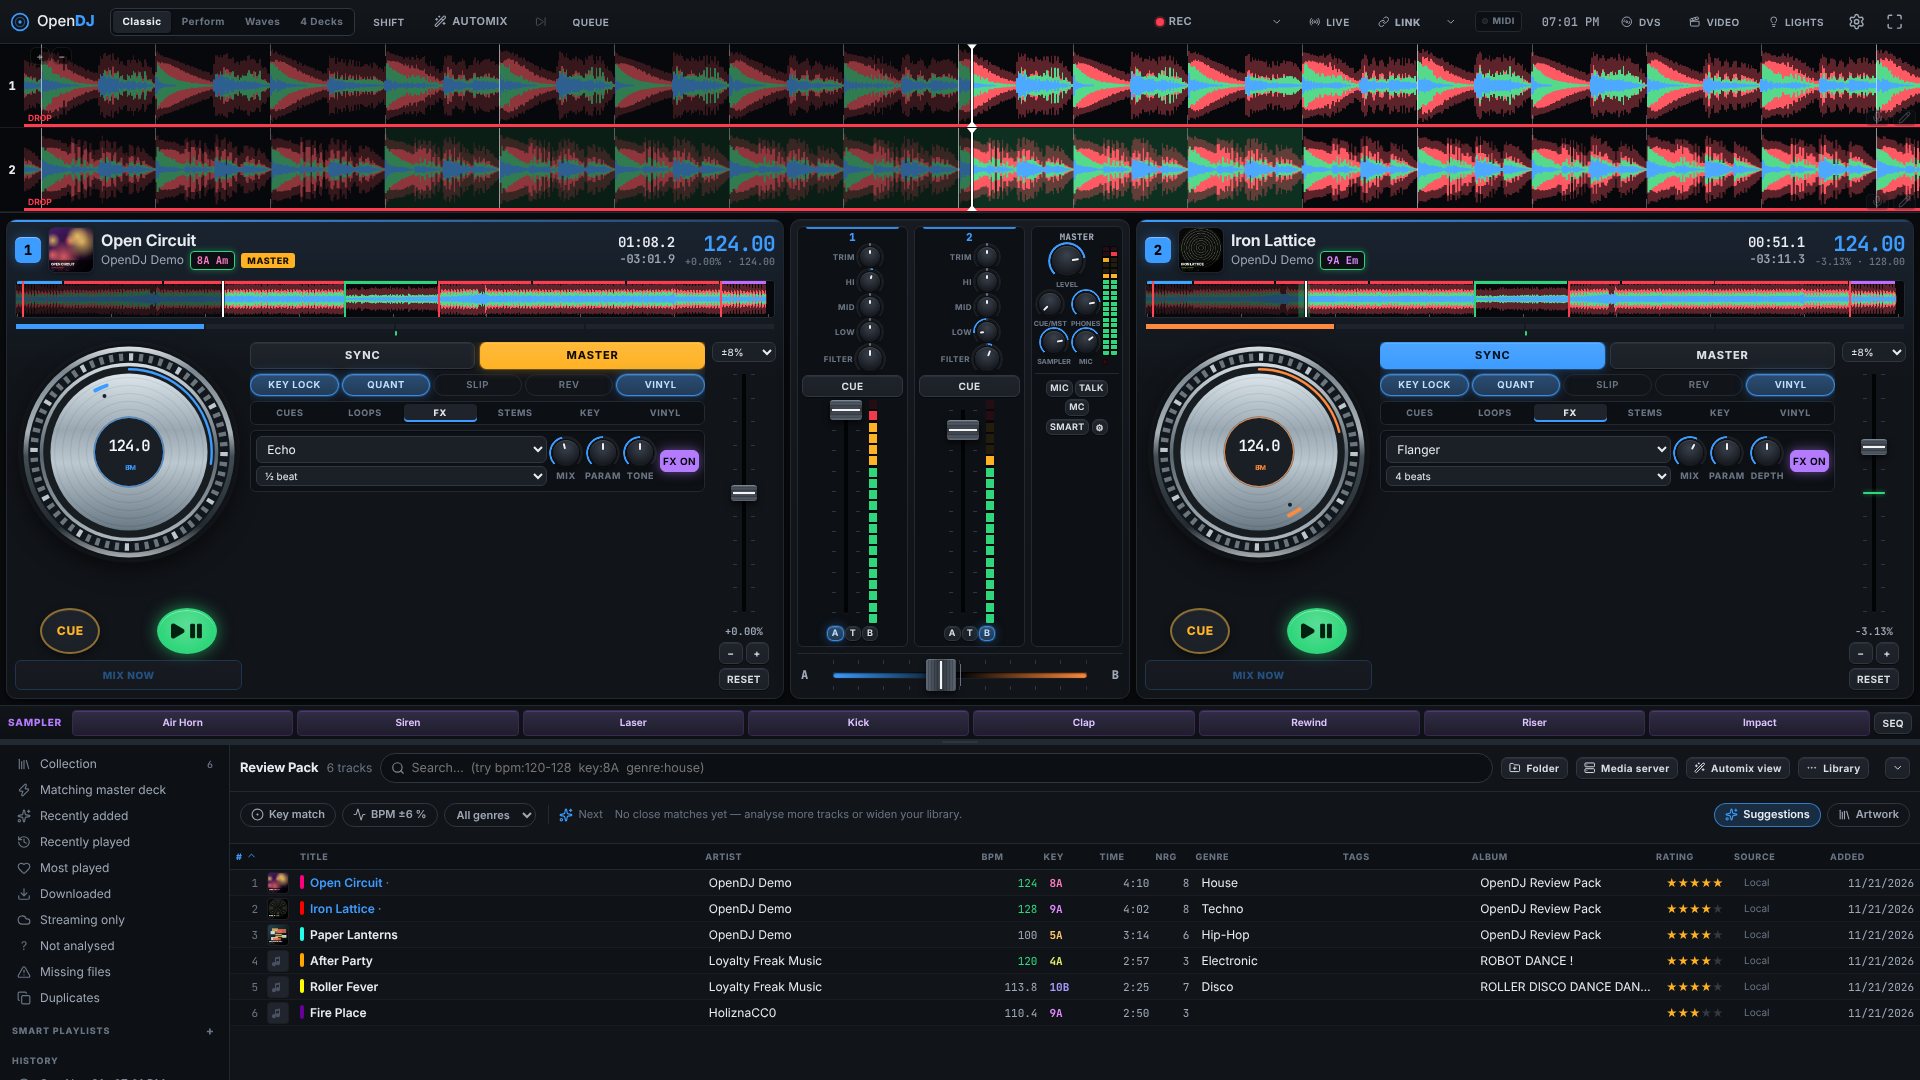 OpenDJ Classic Perform Waves 4 Decks SHIFT AUTOMIX QUEUE REC LIVE LINK MIDI 07:01 PM DVS VIDEO LIGHTS
1
DROP
2
DROP
1 Open Circuit 01:08.2 124.00
OpenDJ Demo 8A Am MASTER -03:01.9 +0.00% · 124.00
SYNC MASTER ±8%
KEY LOCK QUANT SLIP REV VINYL
CUES LOOPS FX STEMS KEY VINYL
Echo
½ beat MIX PARAM TONE FX ON
124.0
CUE
+0.00%
− +
MIX NOW RESET
1 2 MASTER
TRIM TRIM
HI HI LEVEL
MID MID
LOW LOW CUE/MST PHONES
FILTER FILTER SAMPLER MIC
CUE CUE MIC TALK
MC
SMART
A T B A T B
A B
2 Iron Lattice 00:51.1 124.00
OpenDJ Demo 9A Em -03:11.3 -3.13% · 128.00
SYNC MASTER ±8%
KEY LOCK QUANT SLIP REV VINYL
CUES LOOPS FX STEMS KEY VINYL
Flanger
4 beats MIX PARAM DEPTH FX ON
124.0
CUE
-3.13%
− +
MIX NOW RESET
SAMPLER Air Horn Siren Laser Kick Clap Rewind Riser Impact SEQ
Collection 6
Matching master deck
Recently added
Recently played
Most played
Downloaded
Streaming only
? Not analysed
Missing files
Duplicates
SMART PLAYLISTS +
HISTORY
Review Pack 6 tracks Search... (try bpm:120-128 key:8A genre:house) Folder Media server Automix view ··· Library
Key match BPM ±6 % All genres Next No close matches yet — analyse more tracks or widen your library. Suggestions Artwork
# TITLE ARTIST BPM KEY TIME NRG GENRE TAGS ALBUM RATING SOURCE ADDED
1 Open Circuit · OpenDJ Demo 124 8A 4:10 8 House OpenDJ Review Pack ★★★★★ Local 11/21/2026
2 Iron Lattice · OpenDJ Demo 128 9A 4:02 8 Techno OpenDJ Review Pack ★★★★★ Local 11/21/2026
3 Paper Lanterns OpenDJ Demo 100 5A 3:14 6 Hip-Hop OpenDJ Review Pack ★★★★★ Local 11/21/2026
4 After Party Loyalty Freak Music 120 4A 2:57 3 Electronic ROBOT DANCE ! ★★★★★ Local 11/21/2026
5 Roller Fever Loyalty Freak Music 113.8 10B 2:25 7 Disco ROLLER DISCO DANCE DAN... ★★★★★ Local 11/21/2026
6 Fire Place HoliznaCC0 110.4 9A 2:50 3 ★★★★★ Local 11/21/2026